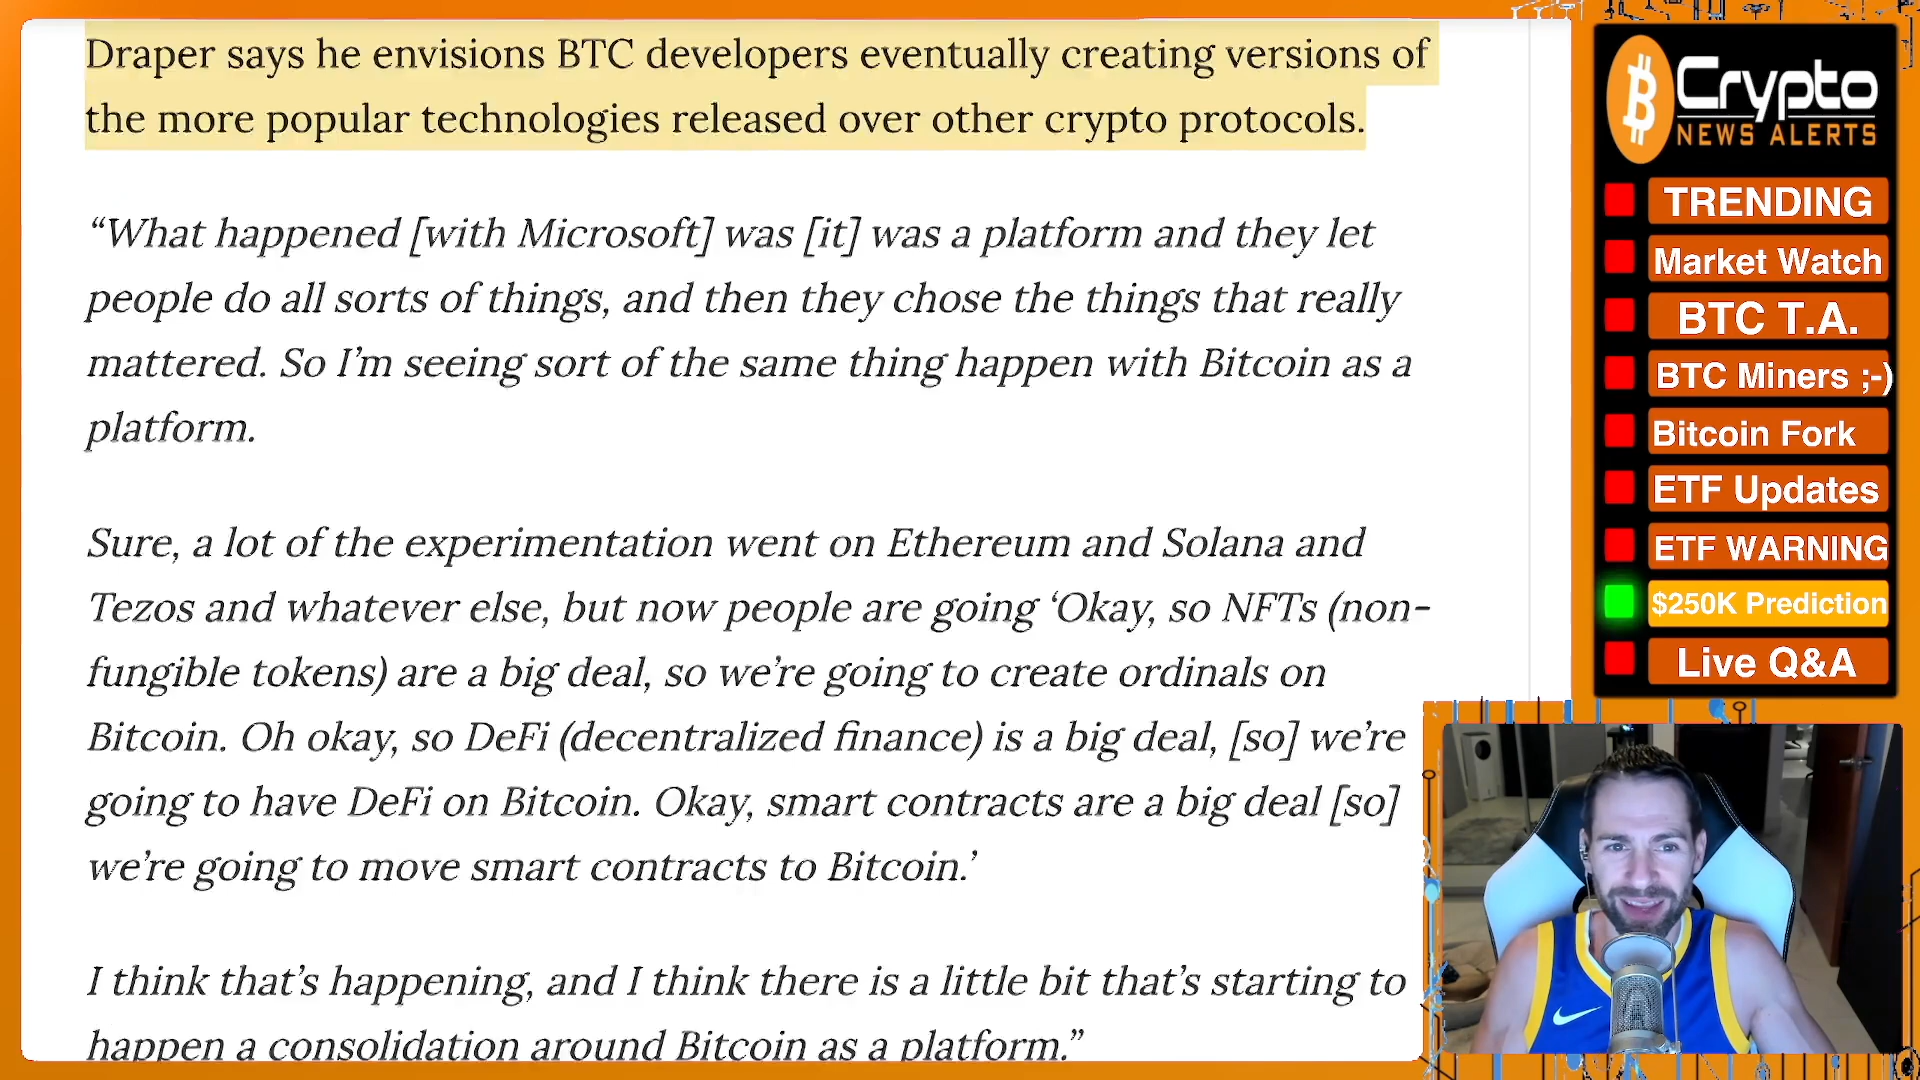 Draper says he envisions BTC developers eventually creating versions of
the more popular technologies released over other crypto protocols.
“What happened [with Microsoft] was [it] was a platform and they let
people do all sorts of things, and then they chose the things that really
mattered. So I’m seeing sort of the same thing happen with Bitcoin as a
platform.
Sure, a lot of the experimentation went on Ethereum and Solana and
Tezos and whatever else, but now people are going ‘Okay, so NFTs (non-
fungible tokens) are a big deal, so we’re going to create ordinals on
Bitcoin. Oh okay, so DeFi (decentralized finance) is a big deal, [so] we’re
going to have DeFi on Bitcoin. Okay, smart contracts are a big deal [so]
we’re going to move smart contracts to Bitcoin.’
I think that’s happening, and I think there is a little bit that’s starting to
happen a consolidation around Bitcoin as a platform.”
Crypto
NEWS ALERTS
TRENDING
Market Watch
BTC T.A.
BTC Miners ;-)
Bitcoin Fork
ETF Updates
ETF WARNING
$250K Prediction
Live Q&A